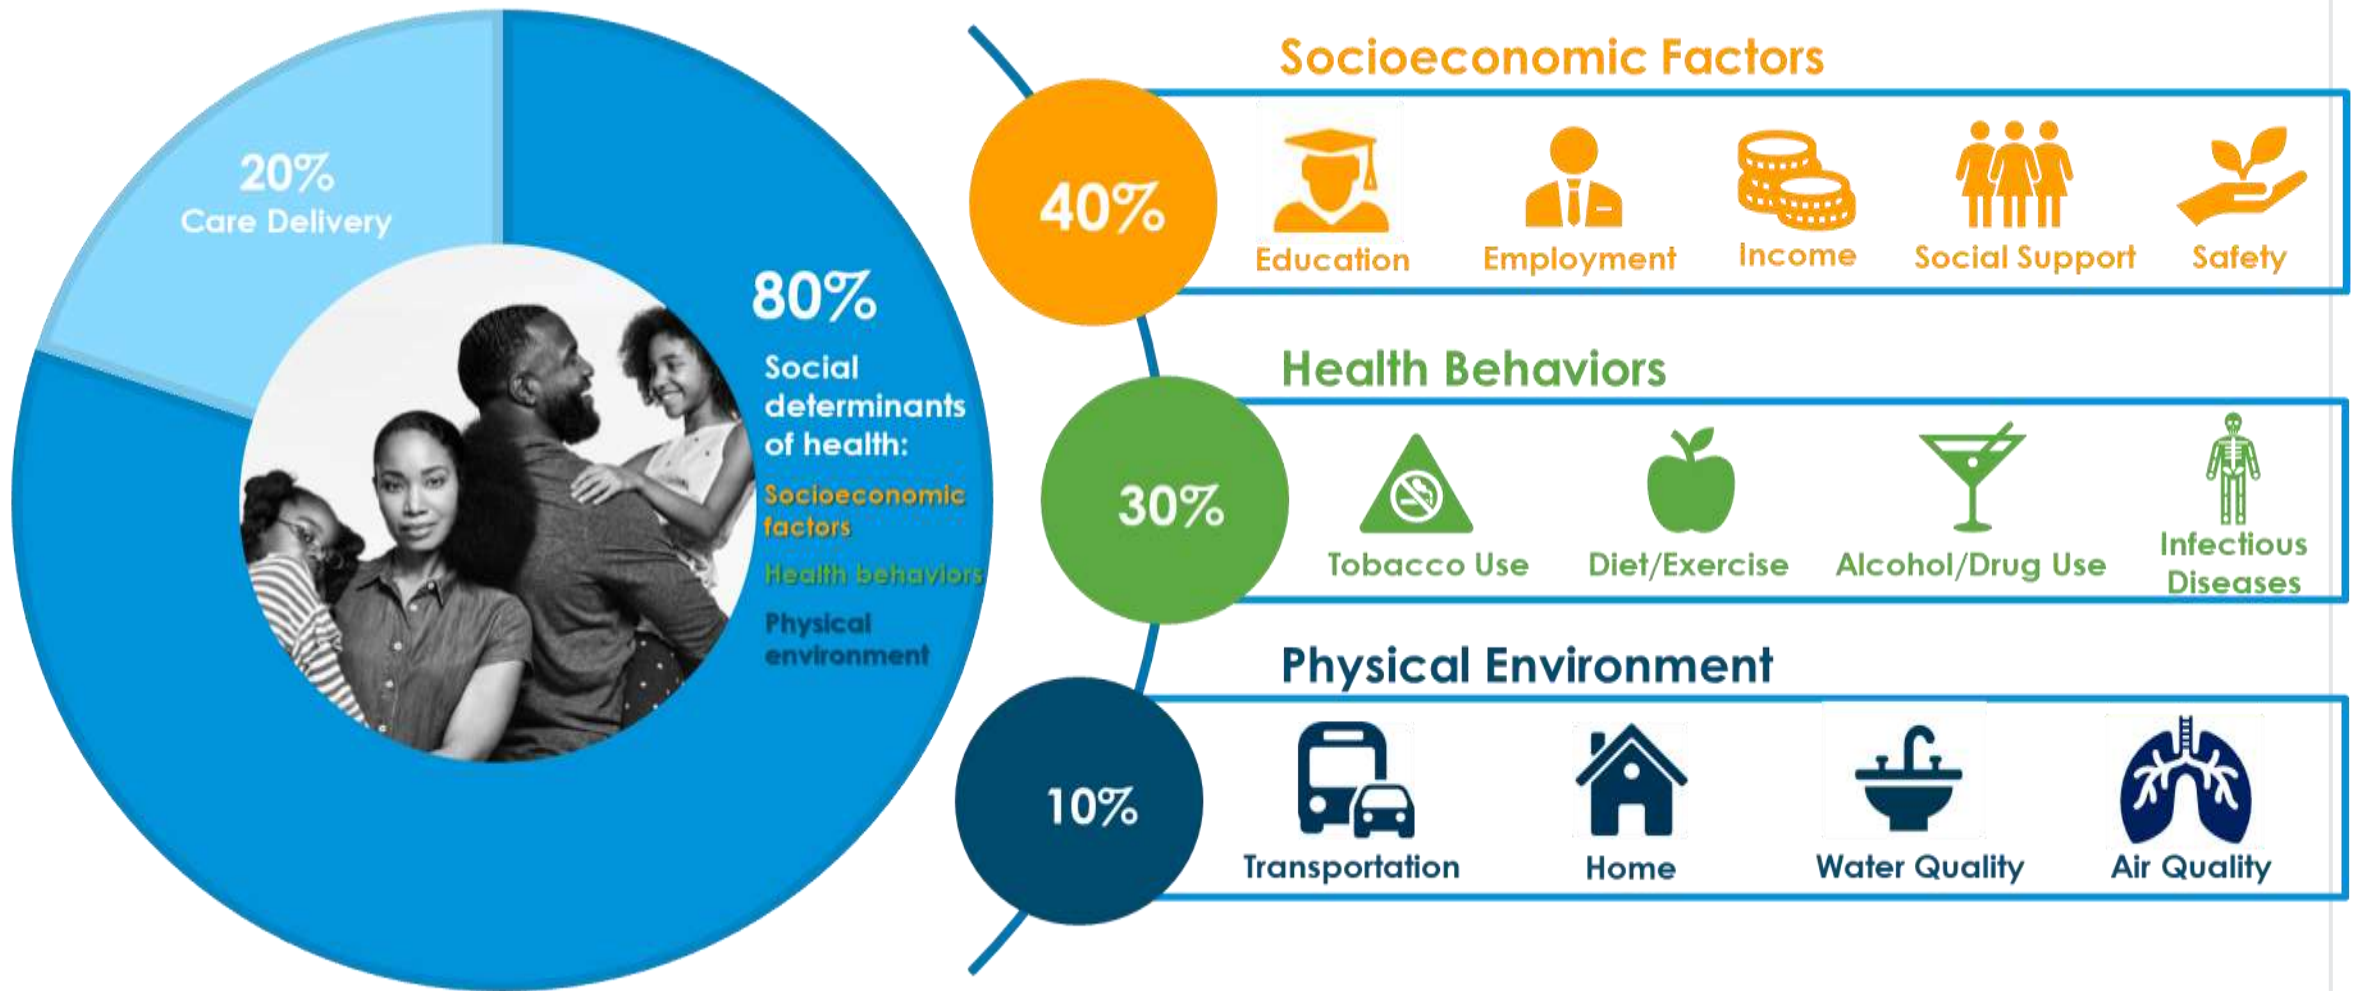 20%
Care Delivery
80%
Social
determinants
of health:
Socioeconomic
factors
Health behaviors
Physical
environment
Socioeconomic Factors
40%
Education
Employment
Income
Social Support
Safety
Health Behaviors
30%
Tobacco Use
Diet/Exercise
Alcohol/Drug Use
Infectious
Diseases
Physical Environment
10%
Transportation
Home
Water Quality
Air Quality